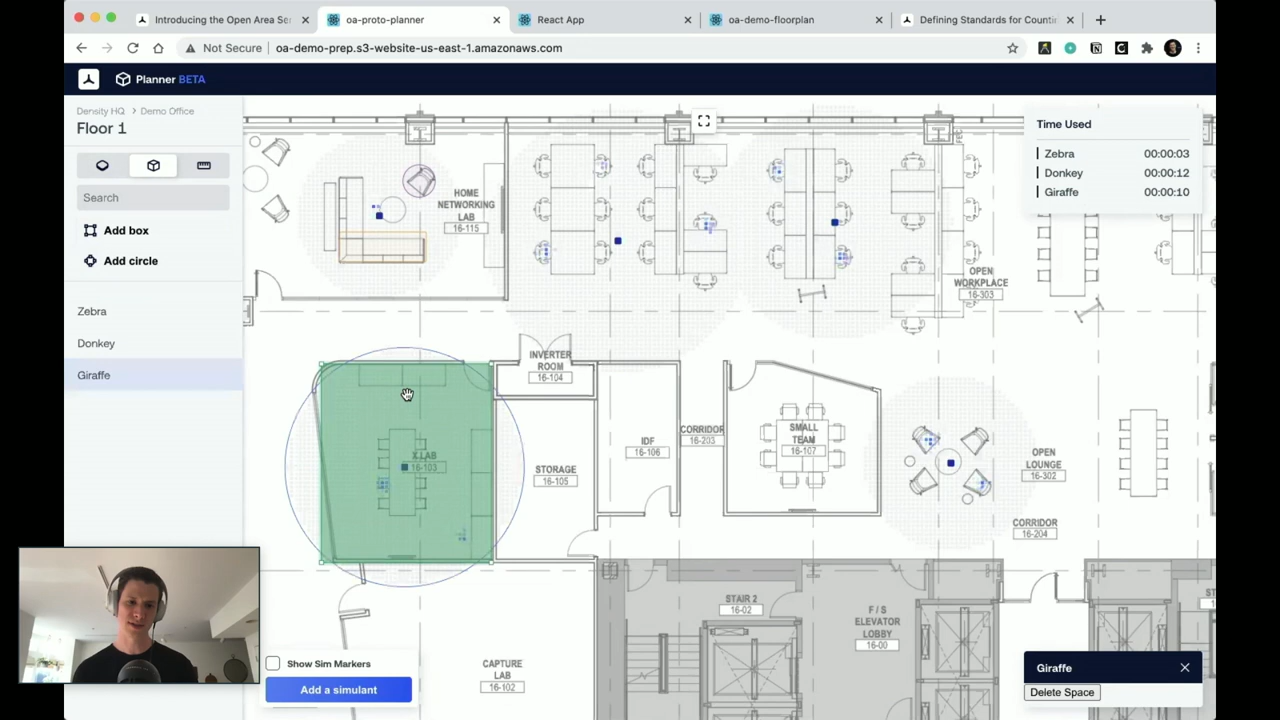 Introducing the Open Area Se
oa-proto-planner
React App
oa-demo-floorplan
Defining Standards for Counti
Not Secure
oa-demo-prep.s3-website-us-east-1.amazonaws.com
Planner BETA
Density HQ > Demo Office
Floor 1
Search
Add box
Add circle
Zebra
Donkey
Giraffe
Time Used
Zebra 00:00:03
Donkey 00:00:12
Giraffe 00:00:10
HOME
NETWORKING
LAB
16-115
OPEN
WORKPLACE
16-303
INVERTER
ROOM
16-104
X LAB
16-103
STORAGE
16-105
IDF
16-106
CORRIDOR
16-203
SMALL
TEAM
16-107
OPEN
LOUNGE
16-302
CORRIDOR
16-204
STAIR 2
16-02
F / S
ELEVATOR
LOBBY
16-00
CAPTURE
LAB
16-102
Show Sim Markers
Add a simulant
Giraffe
Delete Space